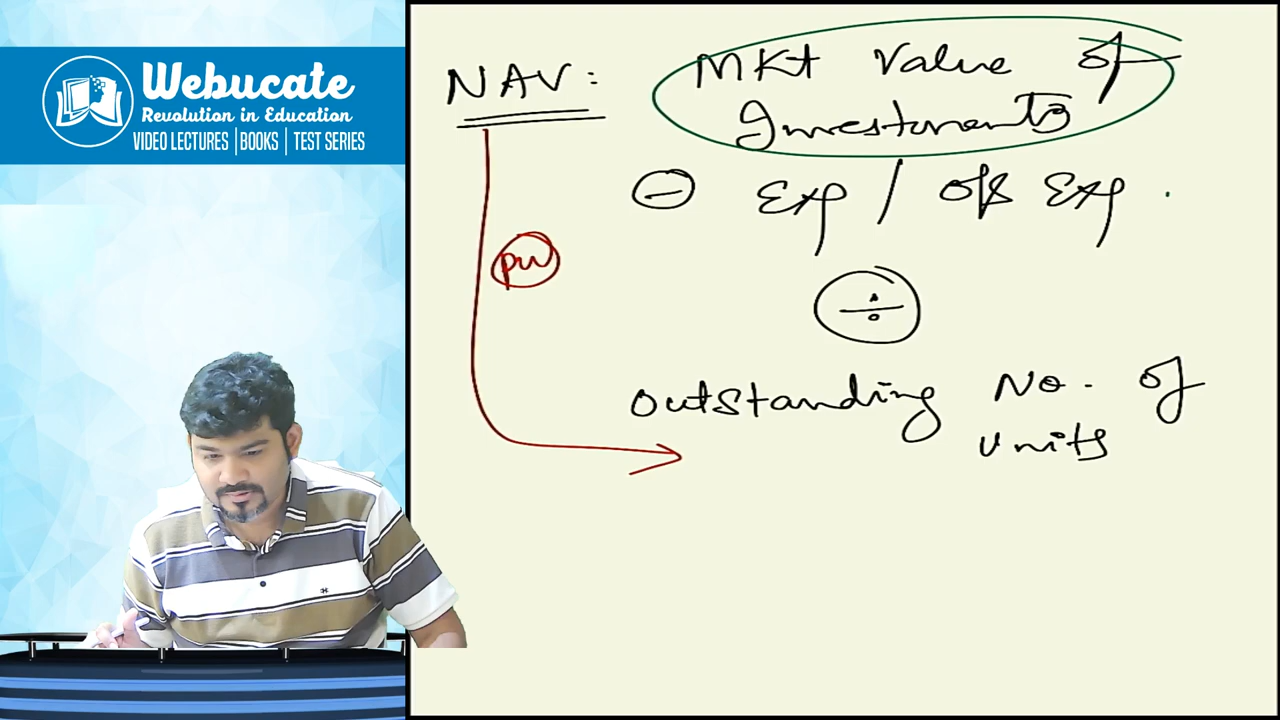 Webucate
Revolution in Education
VIDEO LECTURES | BOOKS | TEST SERIES
NAV: MKt Value of
Investments
Exp / o/s Exp.
pu
÷
outstanding No. of
units